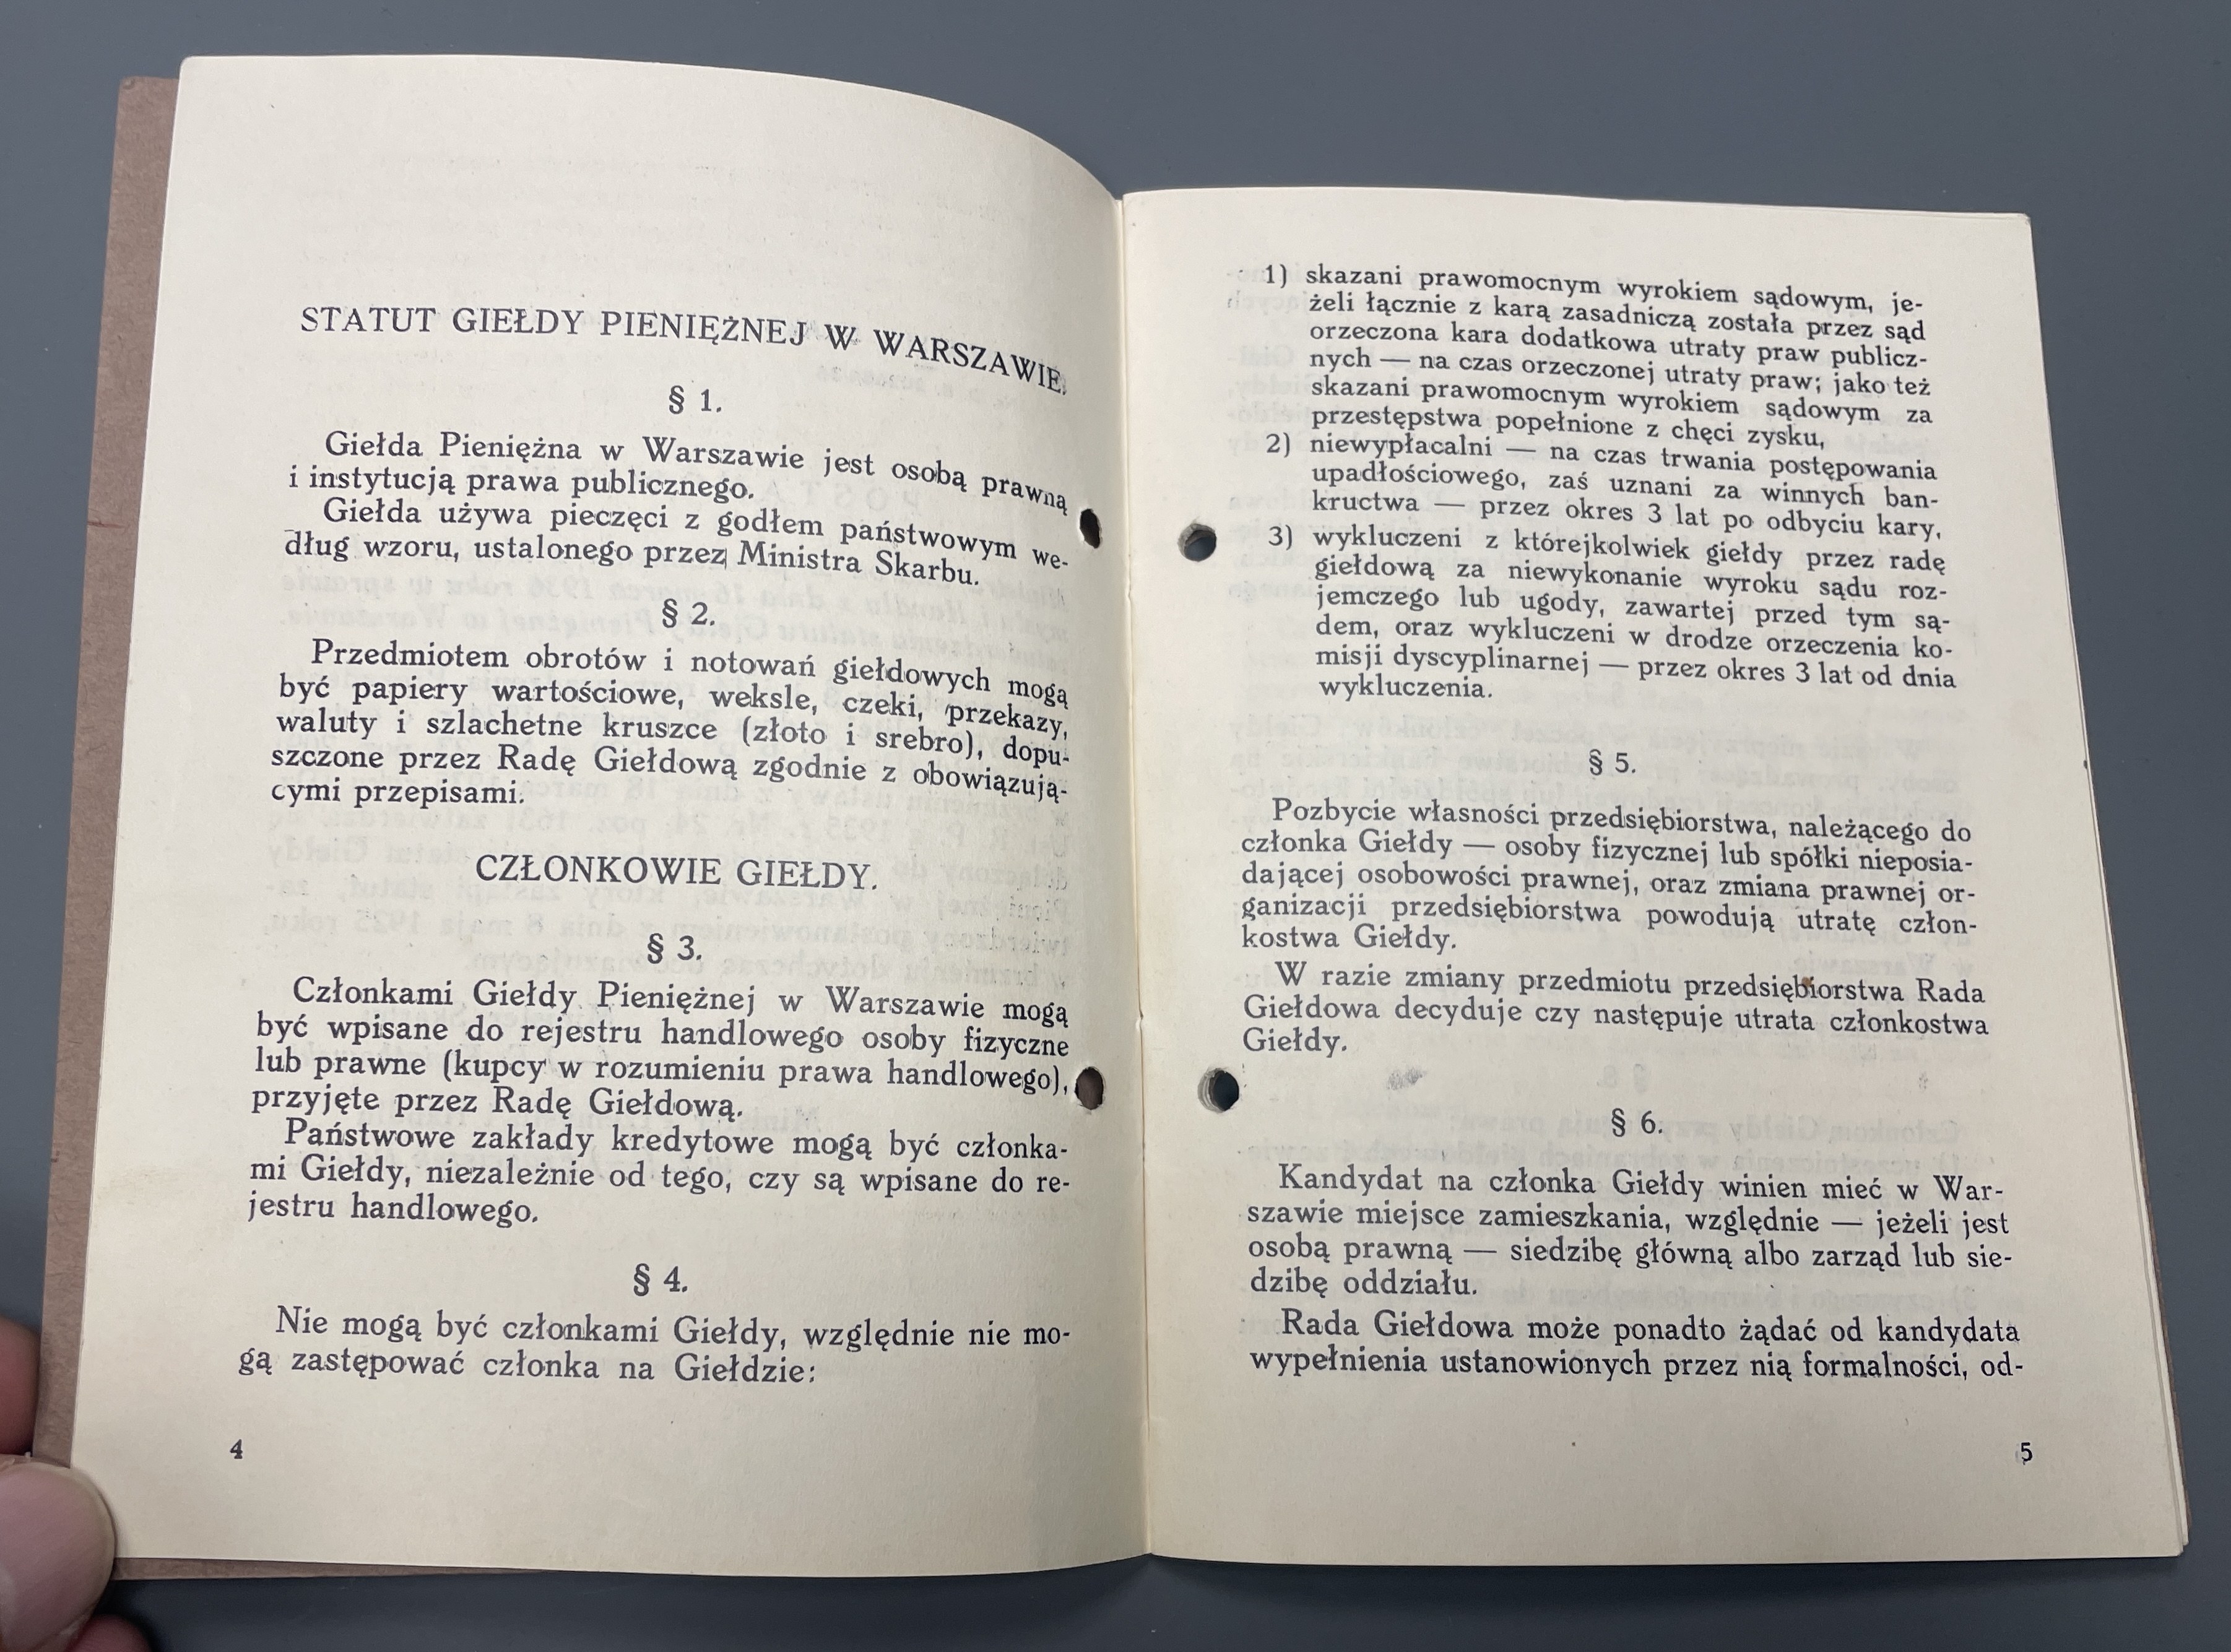 STATUT GIEŁDY PIENIĘŻNEJ W WARSZAWIE.
§ 1.
Giełda Pieniężna w Warszawie jest osobą prawną
i instytucją prawa publicznego.
Giełda używa pieczęci z godłem państwowym we-
dług wzoru, ustalonego przez Ministra Skarbu.
§ 2.
Przedmiotem obrotów i notowań giełdowych mogą
być papiery wartościowe, weksle, czeki, przekazy,
waluty i szlachetne kruszce (złoto i srebro), dopu-
szczone przez Radę Giełdową zgodnie z obowiązują-
cymi przepisami.
CZŁONKOWIE GIEŁDY.
§ 3.
Członkami Giełdy Pieniężnej w Warszawie mogą
być wpisane do rejestru handlowego osoby fizyczne
lub prawne (kupcy w rozumieniu prawa handlowego),
przyjęte przez Radę Giełdową.
Państwowe zakłady kredytowe mogą być członka-
mi Giełdy, niezależnie od tego, czy są wpisane do re-
jestru handlowego.
§ 4.
Nie mogą być członkami Giełdy, względnie nie mo-
gą zastępować członka na Giełdzie:
4
1) skazani prawomocnym wyrokiem sądowym, je-
żeli łącznie z karą zasadniczą została przez sąd
orzeczona kara dodatkowa utraty praw publicz-
nych — na czas orzeczonej utraty praw; jako też
skazani prawomocnym wyrokiem sądowym za
przestępstwa popełnione z chęci zysku,
2) niewypłacalni — na czas trwania postępowania
upadłościowego, zaś uznani za winnych ban-
kructwa — przez okres 3 lat po odbyciu kary,
3) wykluczeni z którejkolwiek giełdy przez radę
giełdową za niewykonanie wyroku sądu roz-
jemczego lub ugody, zawartej przed tym są-
dem, oraz wykluczeni w drodze orzeczenia ko-
misji dyscyplinarnej — przez okres 3 lat od dnia
wykluczenia.
§ 5.
Pozbycie własności przedsiębiorstwa, należącego do
członka Giełdy — osoby fizycznej lub spółki nieposia-
dającej osobowości prawnej, oraz zmiana prawnej or-
ganizacji przedsiębiorstwa powodują utratę człon-
kostwa Giełdy.
W razie zmiany przedmiotu przedsiębiorstwa Rada
Giełdowa decyduje czy następuje utrata członkostwa
Giełdy.
§ 6.
Kandydat na członka Giełdy winien mieć w War-
szawie miejsce zamieszkania, względnie — jeżeli jest
osobą prawną — siedzibę główną albo zarząd lub sie-
dzibę oddziału.
Rada Giełdowa może ponadto żądać od kandydata
wypełnienia ustanowionych przez nią formalności, od-
5